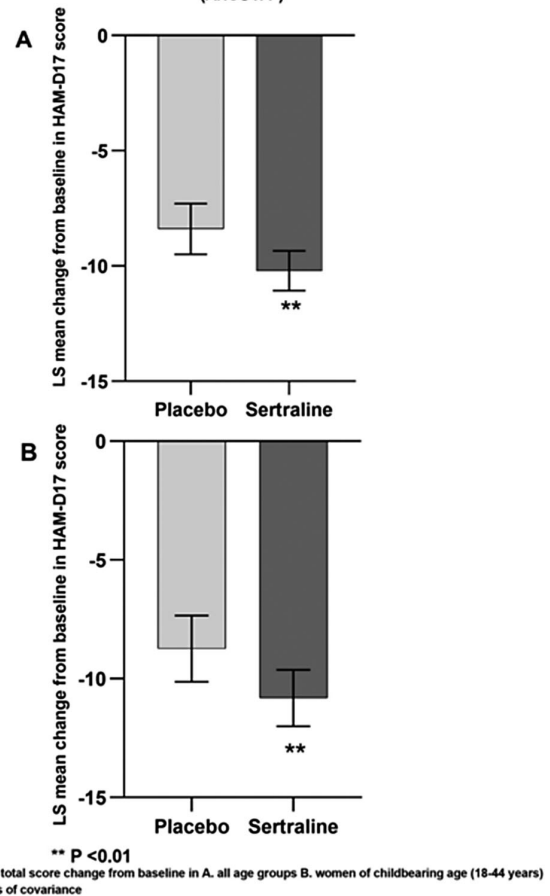 A
LS mean change from baseline in HAM-D17 score
0
-5
-10
-15
**
Placebo Sertraline
B
LS mean change from baseline in HAM-D17 score
0
-5
-10
-15
**
Placebo Sertraline
** P <0.01
total score change from baseline in A. all age groups B. women of childbearing age (18-44 years)
of covariance